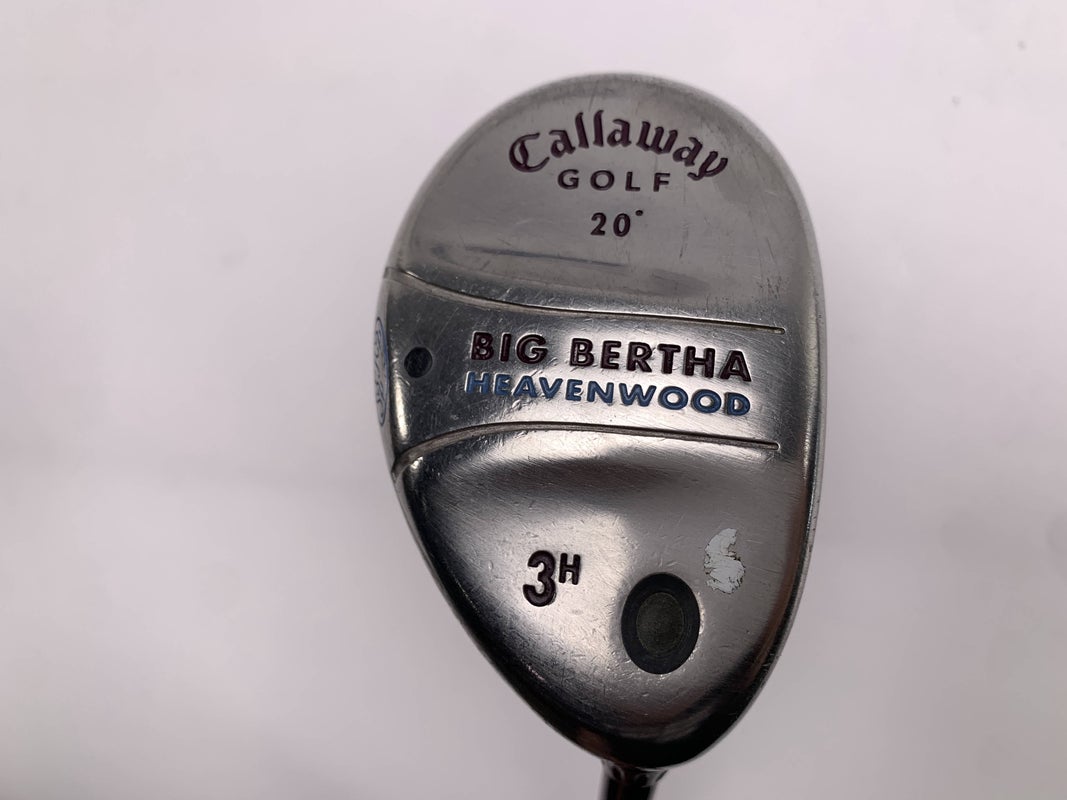 Callaway
GOLF
20°
BIG BERTHA
HEAVENWOOD
3H